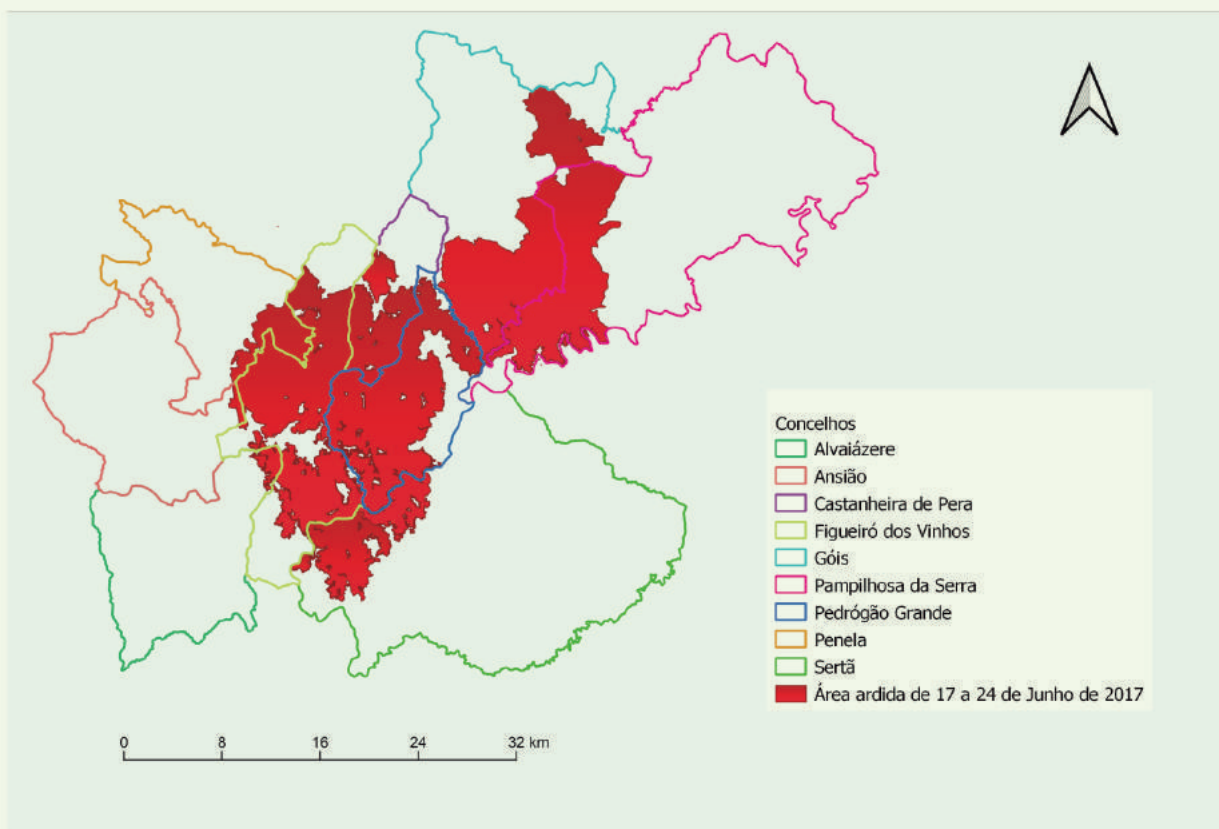 Concelhos
Alvaiázere
Ansião
Castanheira de Pera
Figueiró dos Vinhos
Góis
Pampilhosa da Serra
Pedrógão Grande
Penela
Sertã
Área ardida de 17 a 24 de Junho de 2017
0 8 16 24 32 km